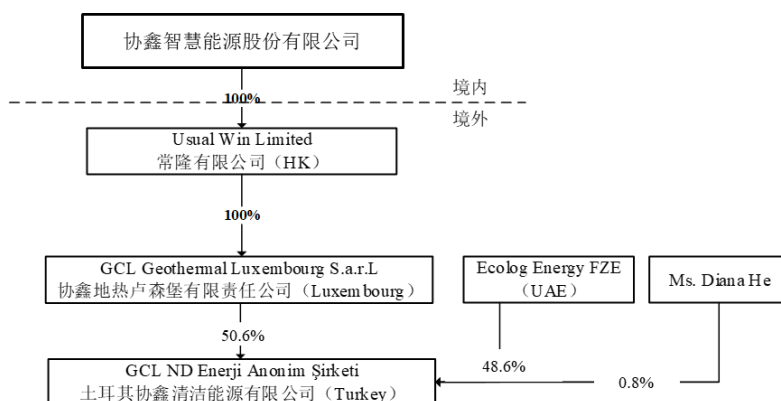 协鑫智慧能源股份有限公司
境内
100%
境外
Usual Win Limited
常隆有限公司（HK）
100%
GCL Geothermal Luxembourg S.a.r.L
协鑫地热卢森堡有限责任公司（Luxembourg）
Ecolog Energy FZE
（UAE）
Ms. Diana He
50.6%
48.6%
0.8%
GCL ND Enerji Anonim Şirketi
土耳其协鑫清洁能源有限公司（Turkey）